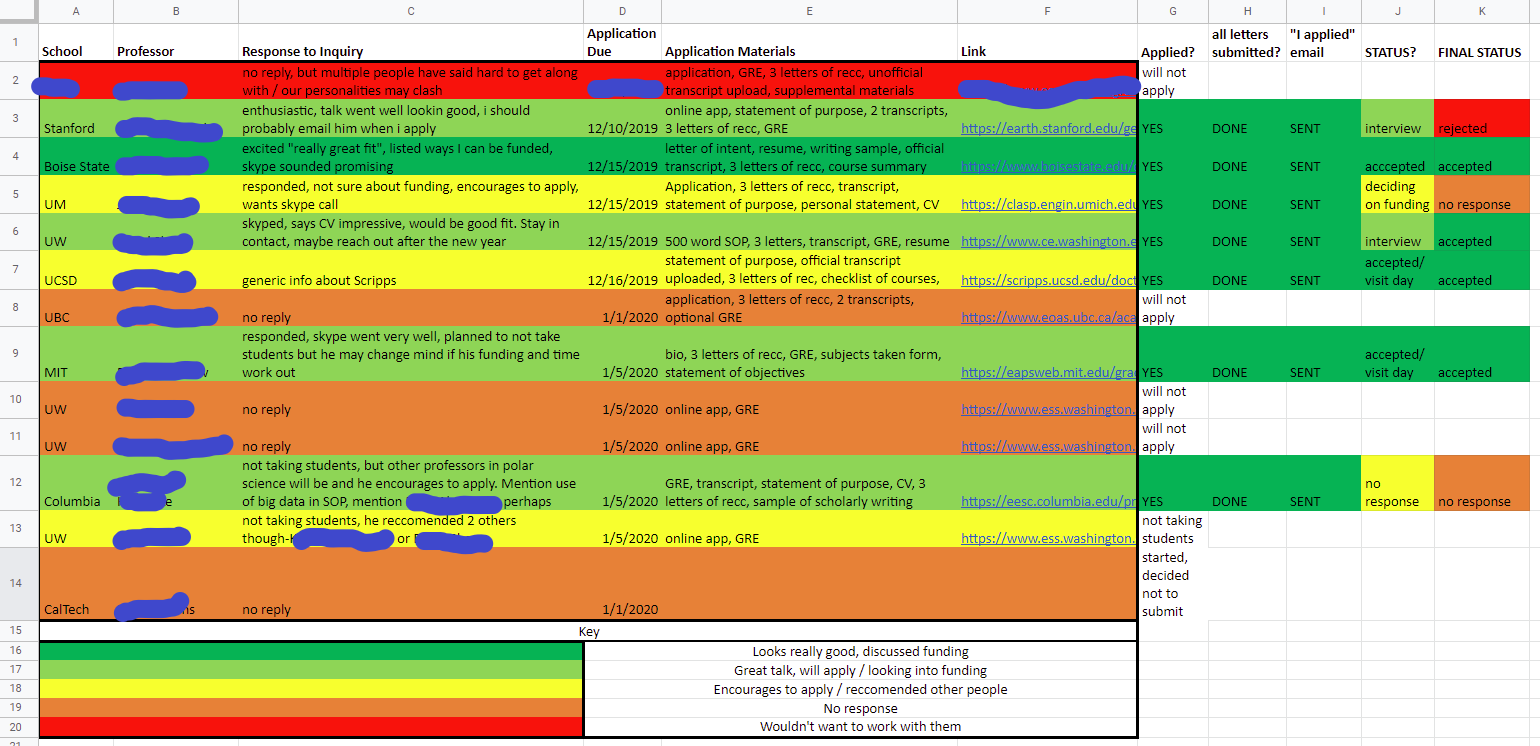 A B C D E F G H I J K
1 School Professor Response to Inquiry Application Due Application Materials Link Applied? all letters submitted? "I applied" email STATUS? FINAL STATUS
2 no reply, but multiple people have said hard to get along with / our personalities may clash application, GRE, 3 letters of recc, unofficial transcript upload, supplemental materials will not apply
3 Stanford enthusiastic, talk went well lookin good, i should probably email him when i apply 12/10/2019 online app, statement of purpose, 2 transcripts, 3 letters of recc, GRE https://earth.stanford.edu/ge YES DONE SENT interview rejected
4 Boise State excited "really great fit", listed ways I can be funded, skype sounded promising 12/15/2019 letter of intent, resume, writing sample, official transcript, 3 letters of recc, course summary https://www.boisestate.edu/ YES DONE SENT acccepted accepted
5 UM responded, not sure about funding, encourages to apply, wants skype call 12/15/2019 Application, 3 letters of recc, transcript, statement of purpose, personal statement, CV https://clasp.engin.umich.edu YES DONE SENT deciding on funding no response
6 UW skyped, says CV impressive, would be good fit. Stay in contact, maybe reach out after the new year 12/15/2019 500 word SOP, 3 letters, transcript, GRE, resume https://www.ce.washington.e YES DONE SENT interview accepted
7 UCSD generic info about Scripps 12/16/2019 statement of purpose, official transcript uploaded, 3 letters of rec, checklist of courses, https://scripps.ucsd.edu/doct YES DONE SENT accepted/ visit day accepted
8 UBC no reply 1/1/2020 application, 3 letters of recc, 2 transcripts, optional GRE https://www.eoas.ubc.ca/aca will not apply
9 MIT responded, skype went very well, planned to not take students but he may change mind if his funding and time work out 1/5/2020 bio, 3 letters of recc, GRE, subjects taken form, statement of objectives https://eapsweb.mit.edu/grad YES DONE SENT accepted/ visit day accepted
10 UW no reply 1/5/2020 online app, GRE https://www.ess.washington. will not apply
11 UW no reply 1/5/2020 online app, GRE https://www.ess.washington. will not apply
12 Columbia not taking students, but other professors in polar science will be and he encourages to apply. Mention use of big data in SOP, mention perhaps 1/5/2020 GRE, transcript, statement of purpose, CV, 3 letters of recc, sample of scholarly writing https://eesc.columbia.edu/pr YES DONE SENT no response no response
13 UW not taking students, he reccomended 2 others though- or 1/5/2020 online app, GRE https://www.ess.washington. not taking students
14 CalTech no reply 1/1/2020 started, decided not to submit
15 Key
16 Looks really good, discussed funding
17 Great talk, will apply / looking into funding
18 Encourages to apply / reccomended other people
19 No response
20 Wouldn't want to work with them